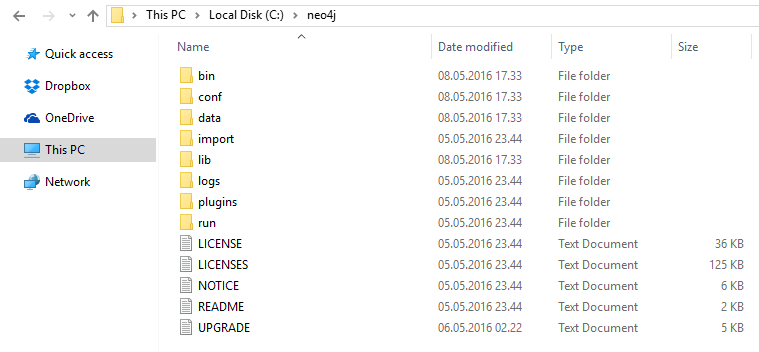 This PC > Local Disk (C:) > neo4j
Quick access
Dropbox
OneDrive
This PC
Network
Name Date modified Type Size
bin 08.05.2016 17.33 File folder
conf 08.05.2016 17.33 File folder
data 08.05.2016 17.33 File folder
import 05.05.2016 23.44 File folder
lib 08.05.2016 17.33 File folder
logs 05.05.2016 23.44 File folder
plugins 05.05.2016 23.44 File folder
run 05.05.2016 23.44 File folder
LICENSE 05.05.2016 23.44 Text Document 36 KB
LICENSES 05.05.2016 23.44 Text Document 125 KB
NOTICE 05.05.2016 23.44 Text Document 6 KB
README 05.05.2016 23.44 Text Document 2 KB
UPGRADE 06.05.2016 02.22 Text Document 5 KB